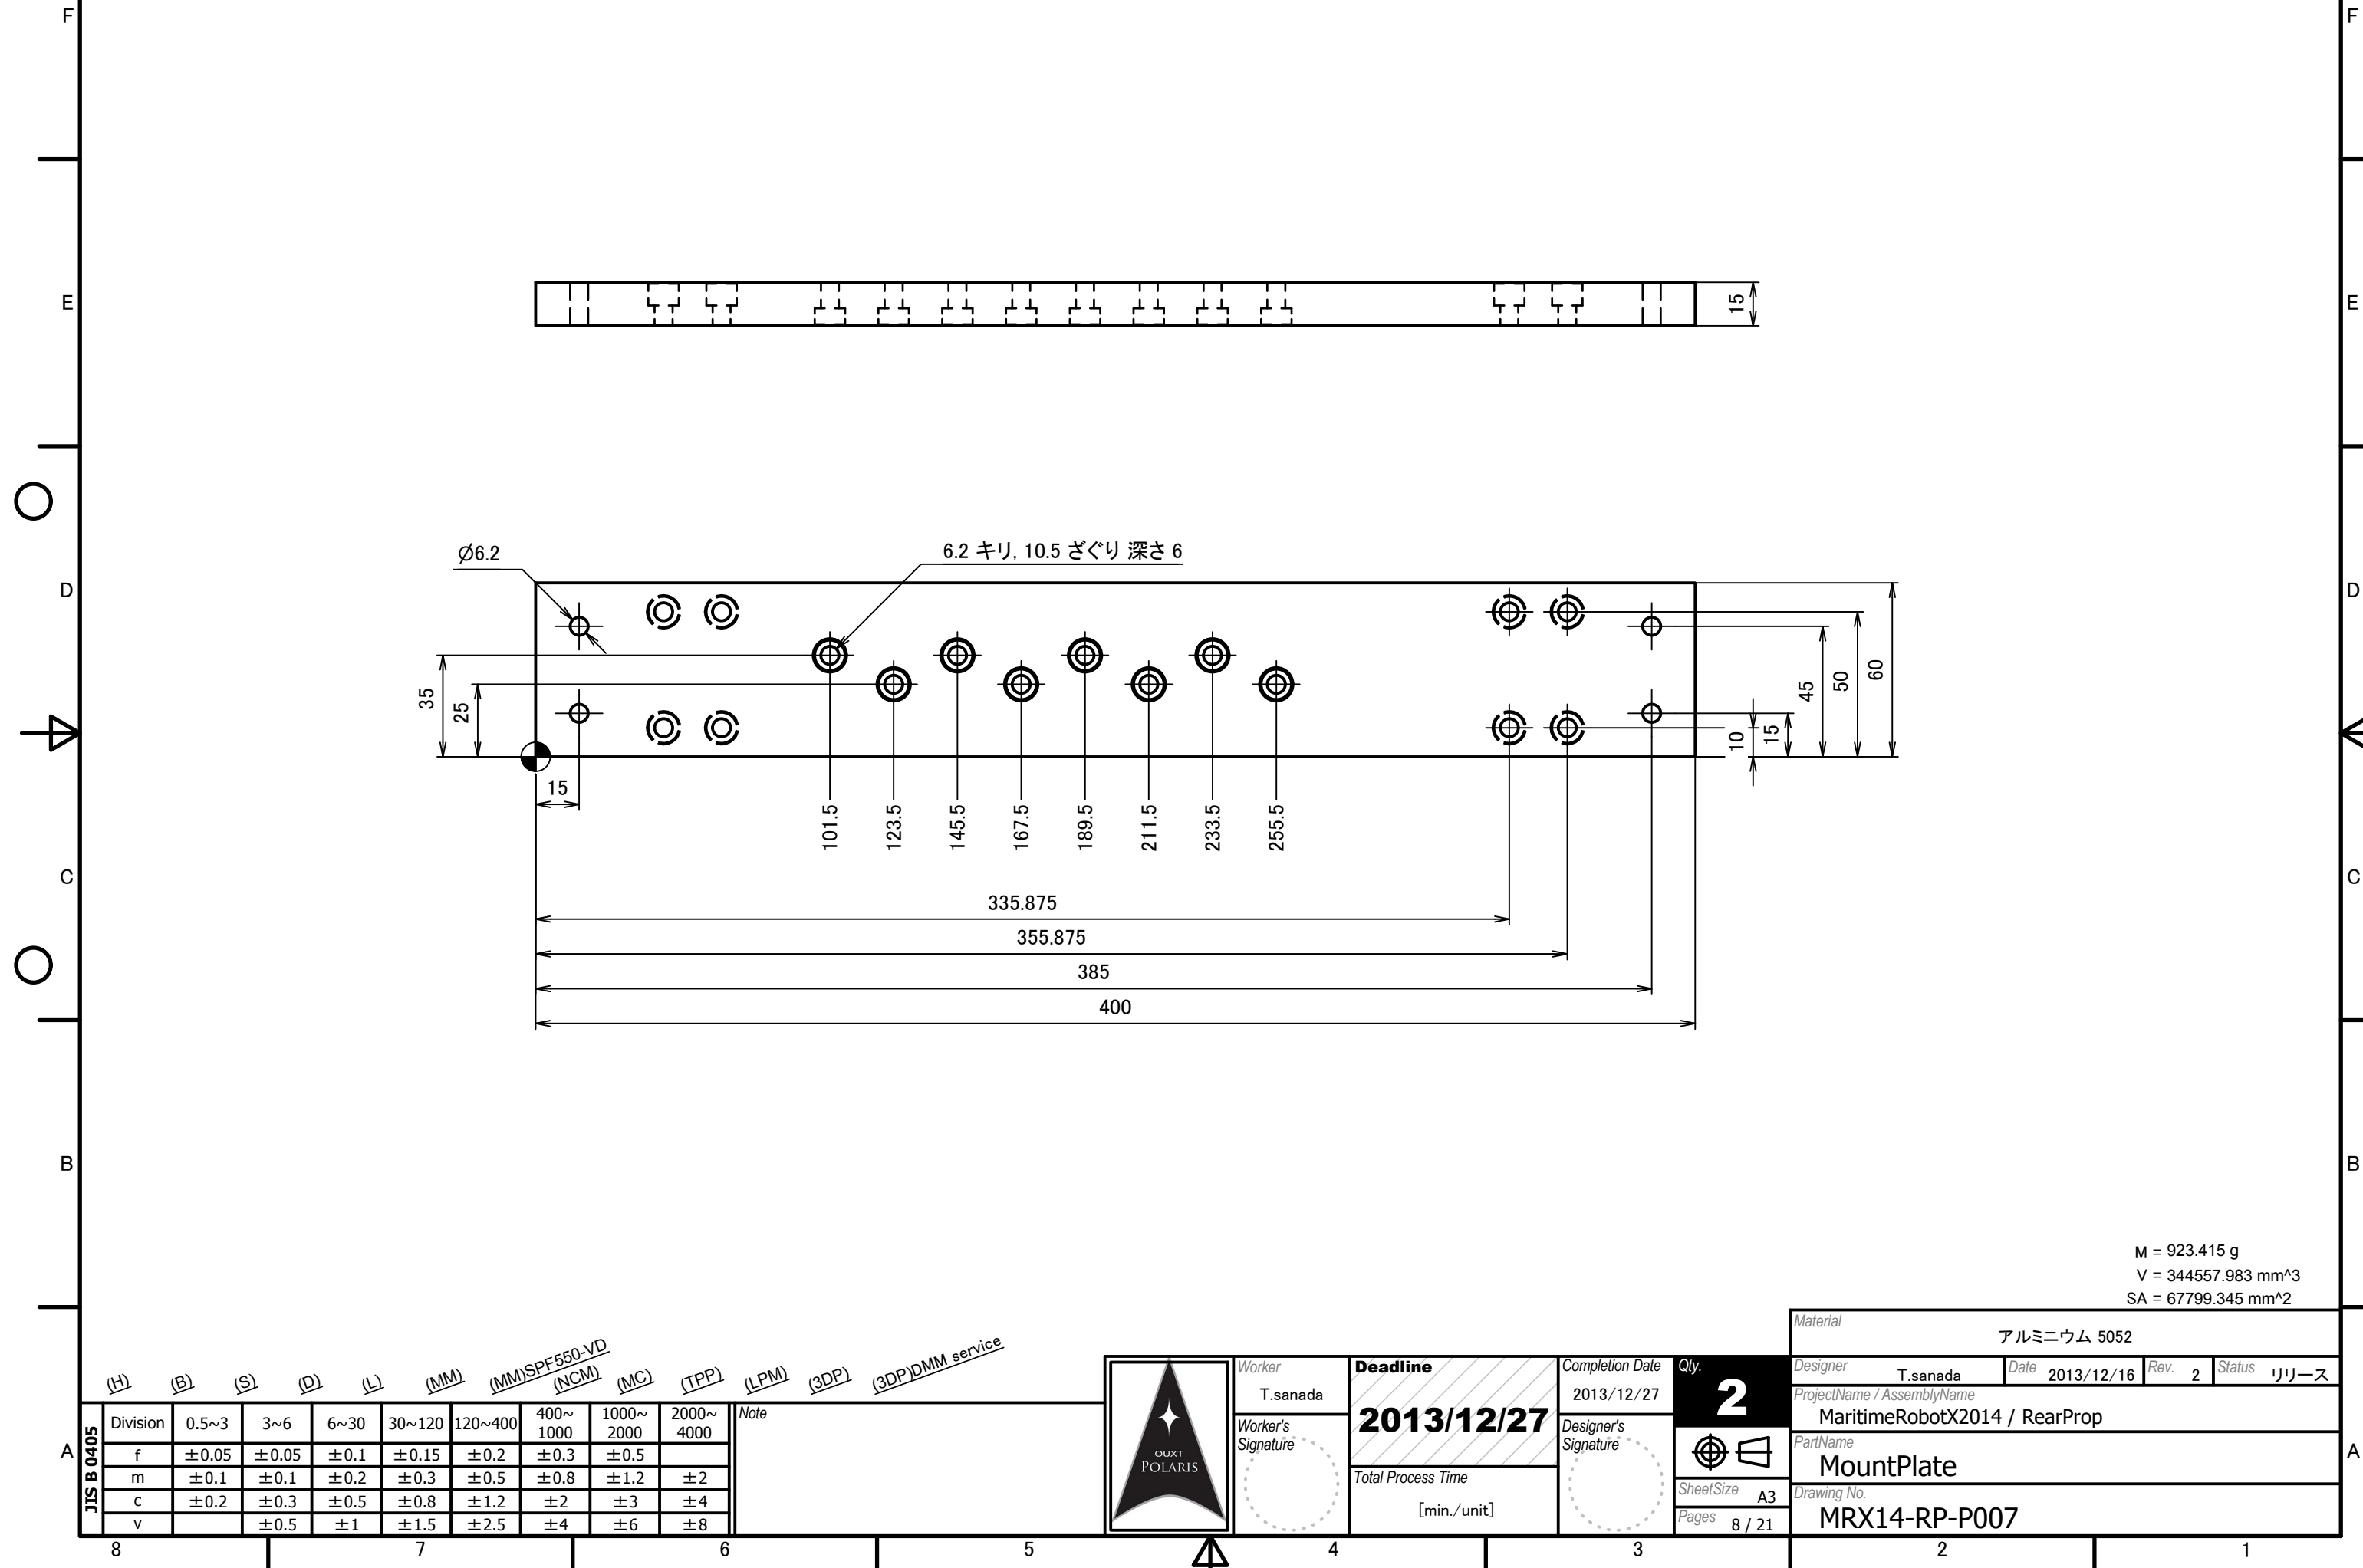 F
F
E
15
E
Ø6.2
6.2 キリ, 10.5 ざぐり 深さ 6
D
D
35
25
10
15
45
50
60
15
101.5
123.5
145.5
167.5
189.5
211.5
233.5
255.5
C
C
335.875
355.875
385
400
B
B
M = 923.415 g
V = 344557.983 mm^3
SA = 67799.345 mm^2
(H) (B) (S) (D) (L) (MM) (MM)SPF550-VD (NCM) (MC) (TPP) (LPM) (3DP) (3DP)DMM service
A
JIS B 0405
Division 0.5~3 3~6 6~30 30~120 120~400 400~1000 1000~2000 2000~4000
f ±0.05 ±0.05 ±0.1 ±0.15 ±0.2 ±0.3 ±0.5
m ±0.1 ±0.1 ±0.2 ±0.3 ±0.5 ±0.8 ±1.2 ±2
c ±0.2 ±0.3 ±0.5 ±0.8 ±1.2 ±2 ±3 ±4
v ±0.5 ±1 ±1.5 ±2.5 ±4 ±6 ±8
Note
OUXT
POLARIS
Worker
T.sanada
Worker's
Signature
Deadline
2013/12/27
Total Process Time
[min./unit]
Completion Date
2013/12/27
Designer's
Signature
Qty.
2
SheetSize A3
Pages 8 / 21
Material
アルミニウム 5052
Designer T.sanada Date 2013/12/16 Rev. 2 Status リリース
ProjectName / AssemblyName
MaritimeRobotX2014 / RearProp
PartName
MountPlate
Drawing No.
MRX14-RP-P007
A
8 7 6 5 4 3 2 1